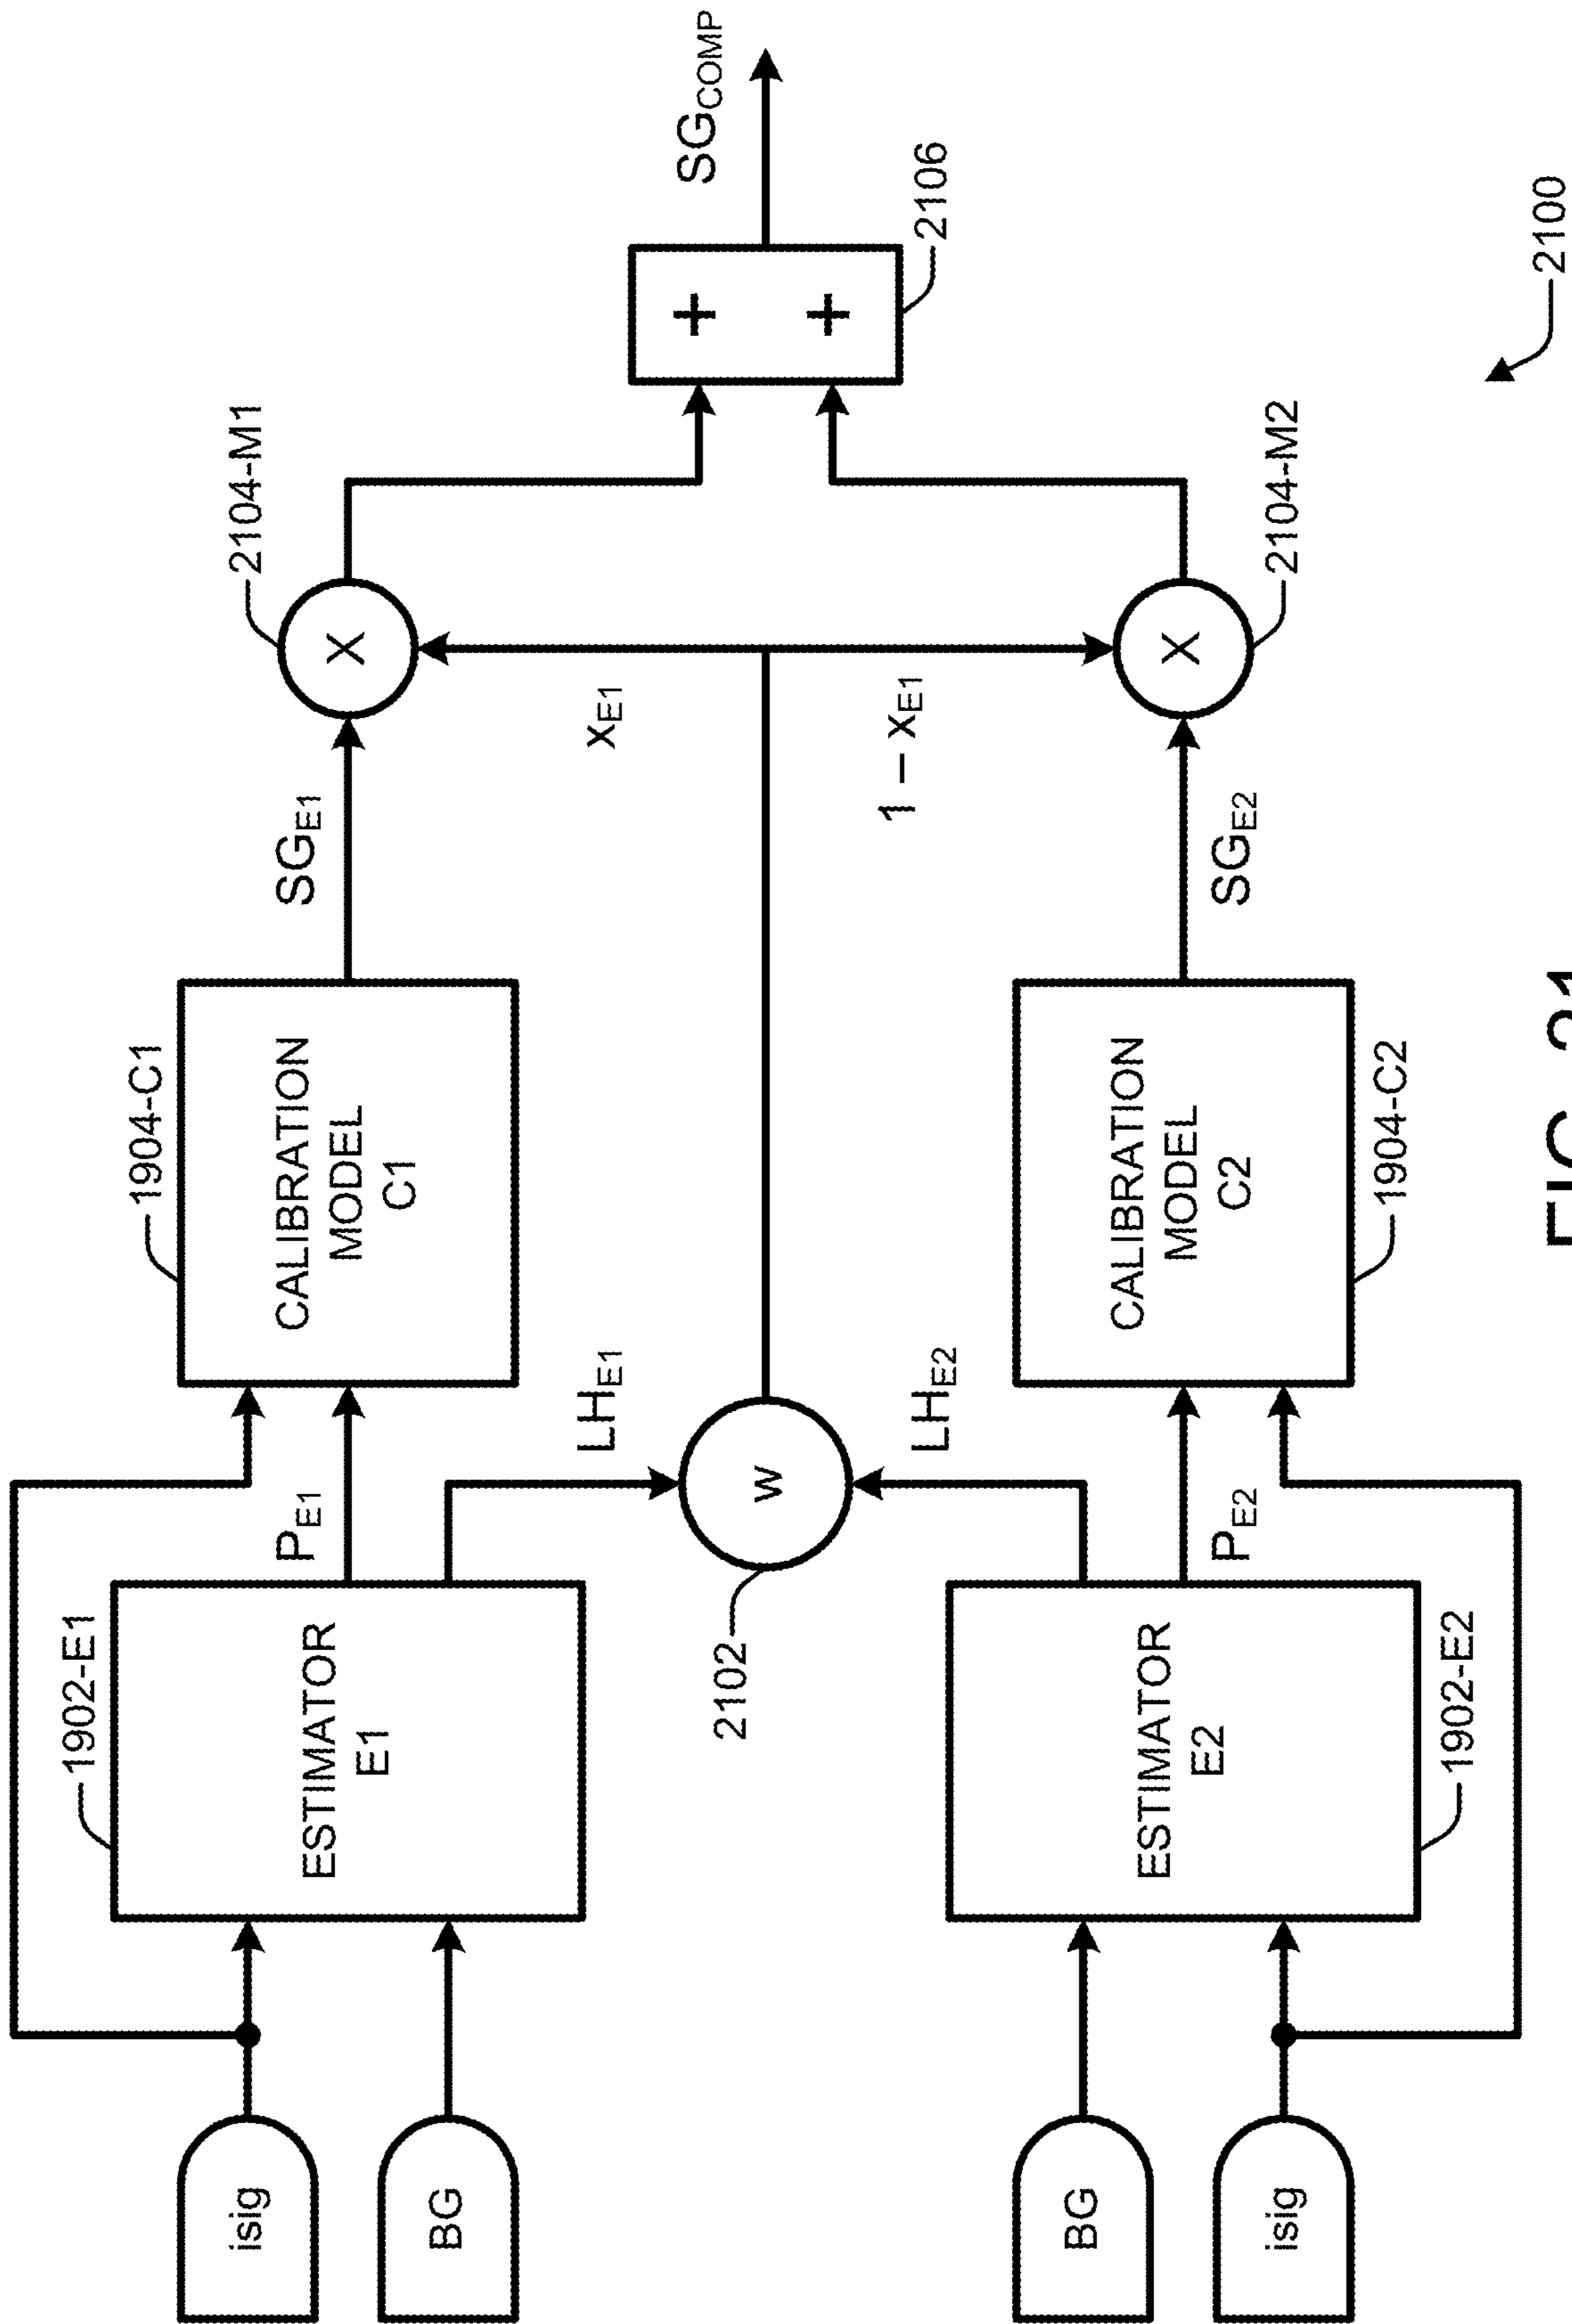 isig
BG
1902-E1
ESTIMATOR
E1
P_E1
LH_E1
1904-C1
CALIBRATION
MODEL
C1
SG_E1
2104-M1
X
x_E1
2102
w
1 – x_E1
+
+
2106
SG_COMP
BG
isig
ESTIMATOR
E2
1902-E2
LH_E2
P_E2
CALIBRATION
MODEL
C2
1904-C2
SG_E2
X
2104-M2
2100